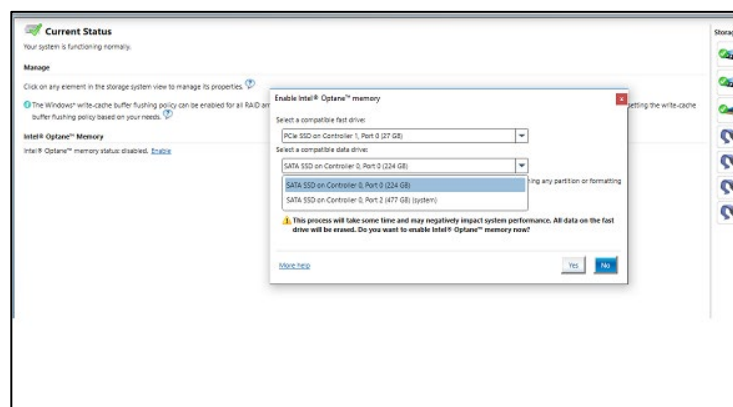 Current Status
Your system is functioning normally.
Manage
Click on any element in the storage system view to manage its properties.
The Windows* write-cache buffer flushing policy can be enabled for all RAID arr
etting the write-cache
buffer flushing policy based on your needs.
Intel® Optane™ Memory
Intel® Optane™ memory status: disabled. Enable
Enable Intel® Optane™ memory
x
Select a compatible fast drive:
PCIe SSD on Controller 1, Port 0 (27 GB)
Select a compatible data drive:
SATA SSD on Controller 0, Port 0 (224 GB)
SATA SSD on Controller 0, Port 0 (224 GB)
ning any partition or formatting
SATA SSD on Controller 0, Port 2 (477 GB) (system)
This process will take some time and may negatively impact system performance. All data on the fast
drive will be erased. Do you want to enable Intel® Optane™ memory now?
More help
Yes
No
Storag